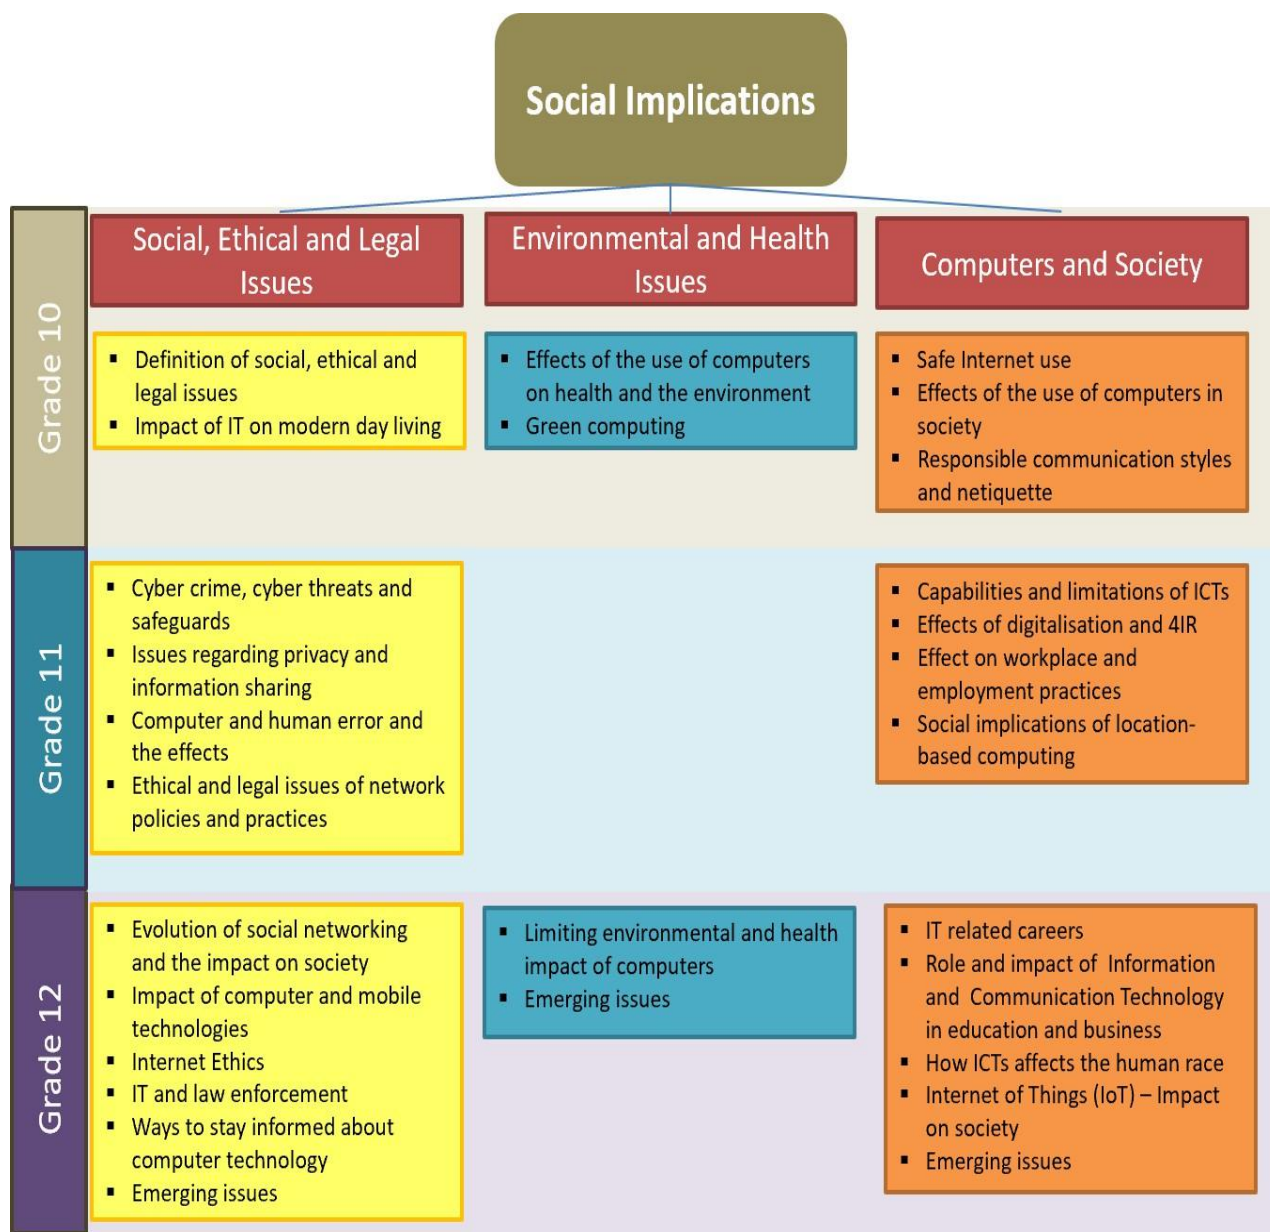 Social Implications
Social, Ethical and Legal
Issues
Environmental and Health
Issues
Computers and Society
Grade 10
▪ Definition of social, ethical and
legal issues
▪ Impact of IT on modern day living
▪ Effects of the use of computers
on health and the environment
▪ Green computing
▪ Safe Internet use
▪ Effects of the use of computers in
society
▪ Responsible communication styles
and netiquette
Grade 11
▪ Cyber crime, cyber threats and
safeguards
▪ Issues regarding privacy and
information sharing
▪ Computer and human error and
the effects
▪ Ethical and legal issues of network
policies and practices
▪ Capabilities and limitations of ICTs
▪ Effects of digitalisation and 4IR
▪ Effect on workplace and
employment practices
▪ Social implications of location-
based computing
Grade 12
▪ Evolution of social networking
and the impact on society
▪ Impact of computer and mobile
technologies
▪ Internet Ethics
▪ IT and law enforcement
▪ Ways to stay informed about
computer technology
▪ Emerging issues
▪ Limiting environmental and health
impact of computers
▪ Emerging issues
▪ IT related careers
▪ Role and impact of Information
and Communication Technology
in education and business
▪ How ICTs affects the human race
▪ Internet of Things (IoT) – Impact
on society
▪ Emerging issues